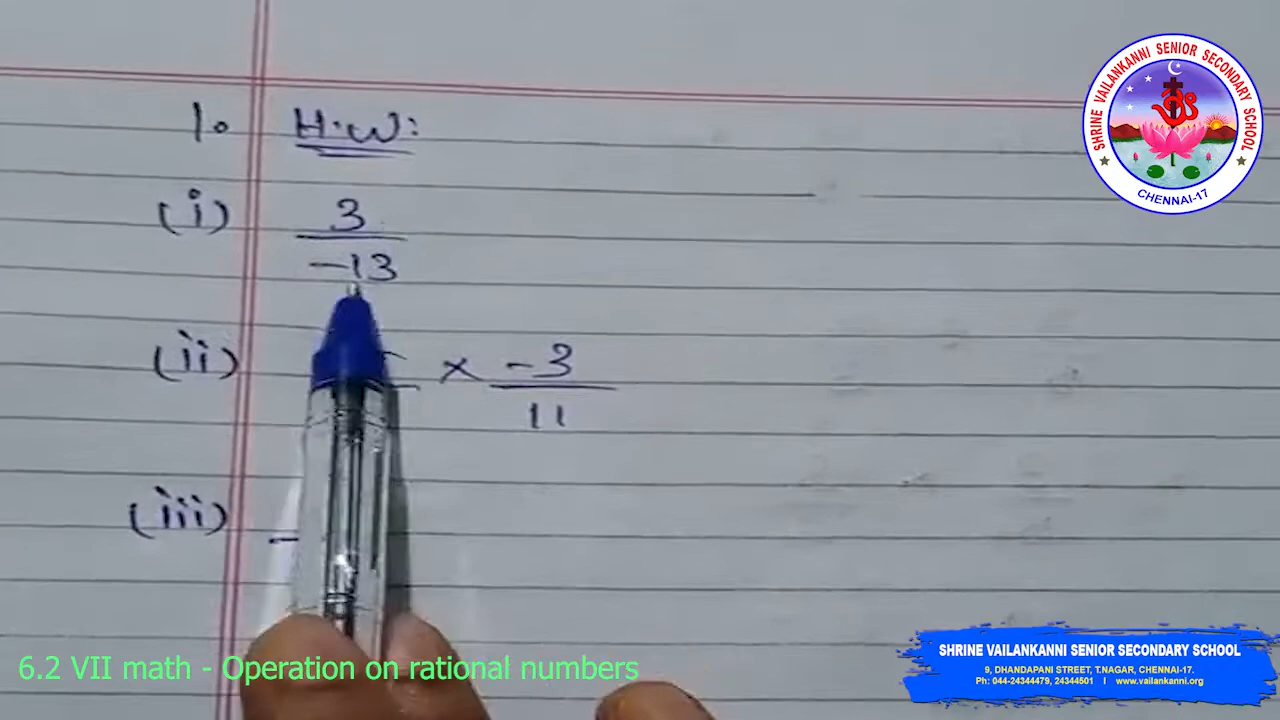 1. H.W:
(i) 3
-13
(ii) × -3
11
(iii)
SHRINE VAILANKANNI SENIOR SECONDARY SCHOOL
CHENNAI-17
6.2 VII math - Operation on rational numbers
SHRINE VAILANKANNI SENIOR SECONDARY SCHOOL
9, DHANDAPANI STREET, T.NAGAR, CHENNAI-17.
Ph: 044-24344479, 24344501 I www.vailankanni.org